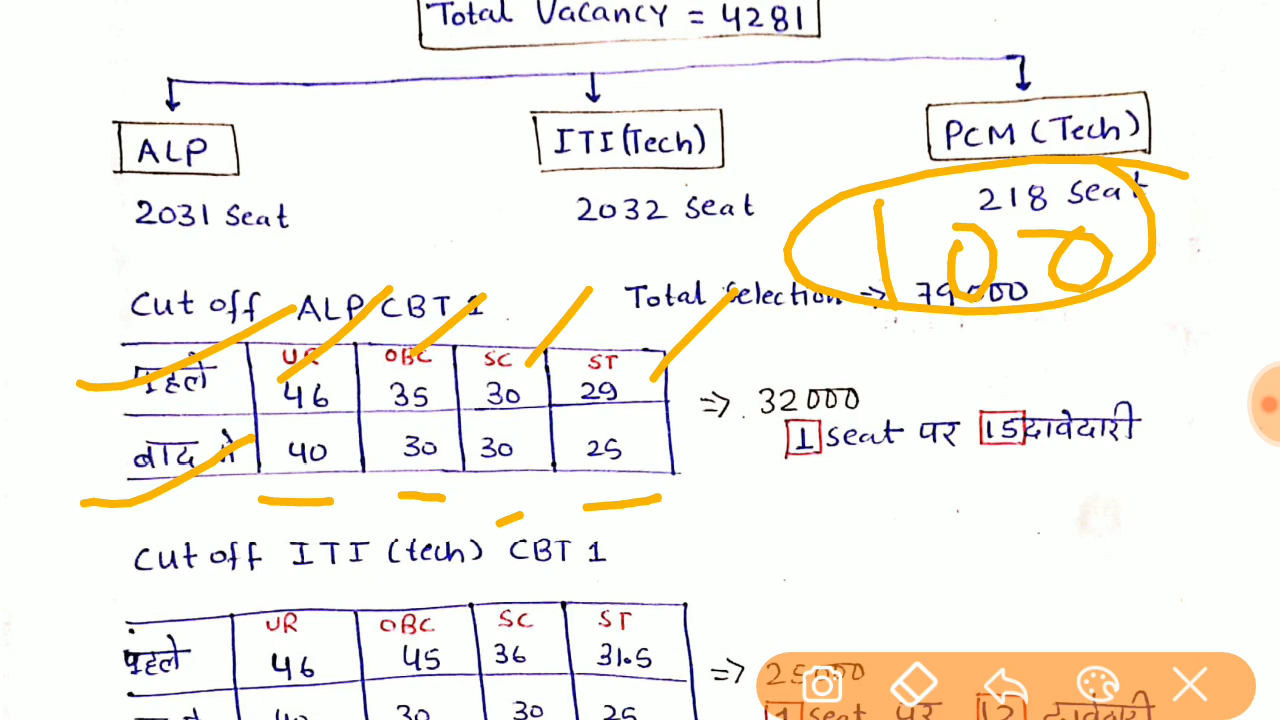 Total Vacancy = 4281
ALP
ITI (Tech)
PCM (Tech)
2031 Seat
2032 Seat
218 Seat
100
Cut off ALP CBT 1
Total Selection => 79000
UR OBC SC ST
पहले 46 35 30 29
=> 32000
1 seat पर 15 दावेदारी
बाद मे 40 30 30 25
Cut off ITI (tech) CBT 1
UR OBC SC ST
पहले 46 45 36 31.5
=> 25000
40 30 30 25
1 seat पर 12 दावेदारी